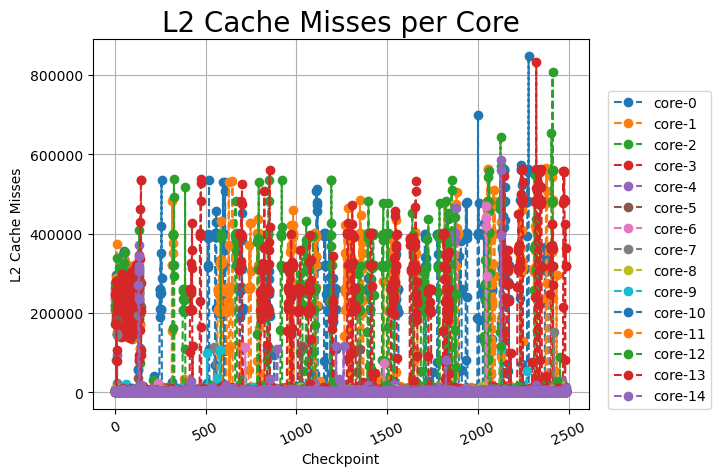 L2 Cache Misses per Core
L2 Cache Misses
800000
600000
400000
200000
0
0
500
1000
1500
2000
2500
Checkpoint
core-0
core-1
core-2
core-3
core-4
core-5
core-6
core-7
core-8
core-9
core-10
core-11
core-12
core-13
core-14